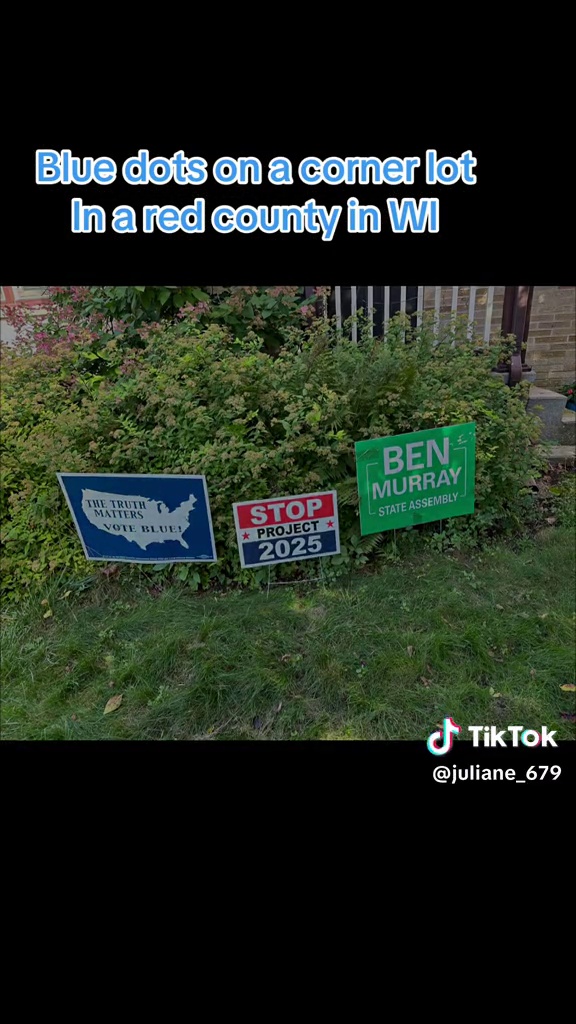 Blue dots on a corner lot
In a red county in WI
THE TRUTH
MATTERS
VOTE BLUE!
STOP
PROJECT
2025
BEN
MURRAY
STATE ASSEMBLY
TikTok
@juliane_679